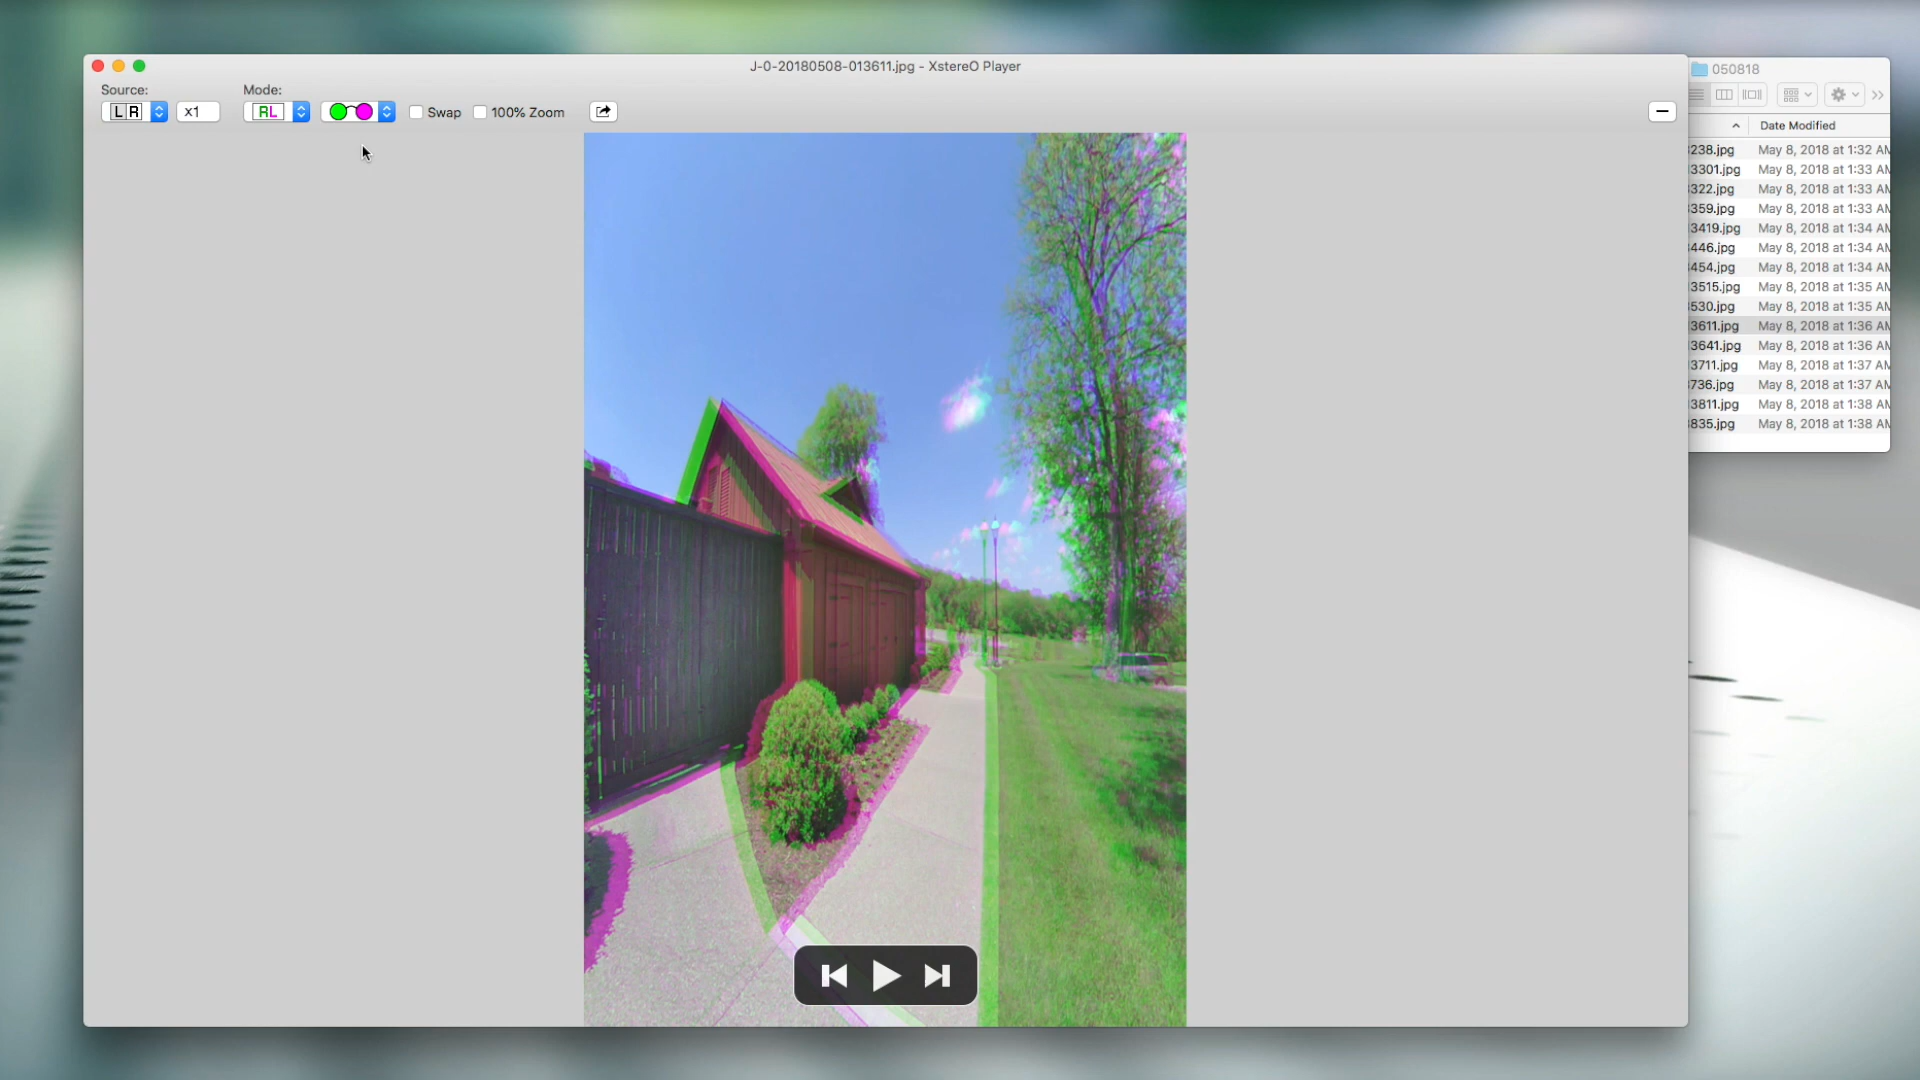 J-0-20180508-013611.jpg - XstereO Player
Source:
Mode:
L R
x1
RL
Swap
100% Zoom
050818
Date Modified
238.jpg May 8, 2018 at 1:32 AM
3301.jpg May 8, 2018 at 1:33 AM
322.jpg May 8, 2018 at 1:33 AM
359.jpg May 8, 2018 at 1:33 AM
3419.jpg May 8, 2018 at 1:34 AM
446.jpg May 8, 2018 at 1:34 AM
454.jpg May 8, 2018 at 1:34 AM
3515.jpg May 8, 2018 at 1:35 AM
530.jpg May 8, 2018 at 1:35 AM
3611.jpg May 8, 2018 at 1:36 AM
3641.jpg May 8, 2018 at 1:36 AM
3711.jpg May 8, 2018 at 1:37 AM
736.jpg May 8, 2018 at 1:37 AM
3811.jpg May 8, 2018 at 1:38 AM
835.jpg May 8, 2018 at 1:38 AM